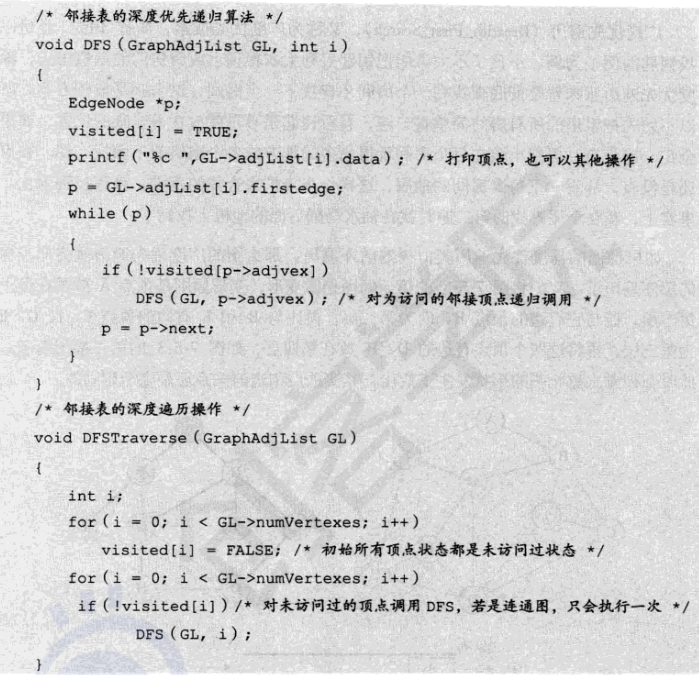 /* 邻接表的深度优先递归算法 */
void DFS (GraphAdjList GL, int i)
{
EdgeNode *p;
visited[i] = TRUE;
printf ("%c ",GL->adjList[i].data); /* 打印顶点，也可以其他操作 */
p = GL->adjList[i].firstedge;
while (p)
{
if (!visited[p->adjvex])
DFS (GL, p->adjvex); /* 对为访问的邻接顶点递归调用 */
p = p->next;
}
}
/* 邻接表的深度遍历操作 */
void DFSTraverse (GraphAdjList GL)
{
int i;
for (i = 0; i < GL->numVertexes; i++)
visited[i] = FALSE; /* 初始所有顶点状态都是未访问过状态 */
for (i = 0; i < GL->numVertexes; i++)
if (!visited[i]) /* 对未访问过的顶点调用 DFS，若是连通图，只会执行一次 */
DFS (GL, i);
}